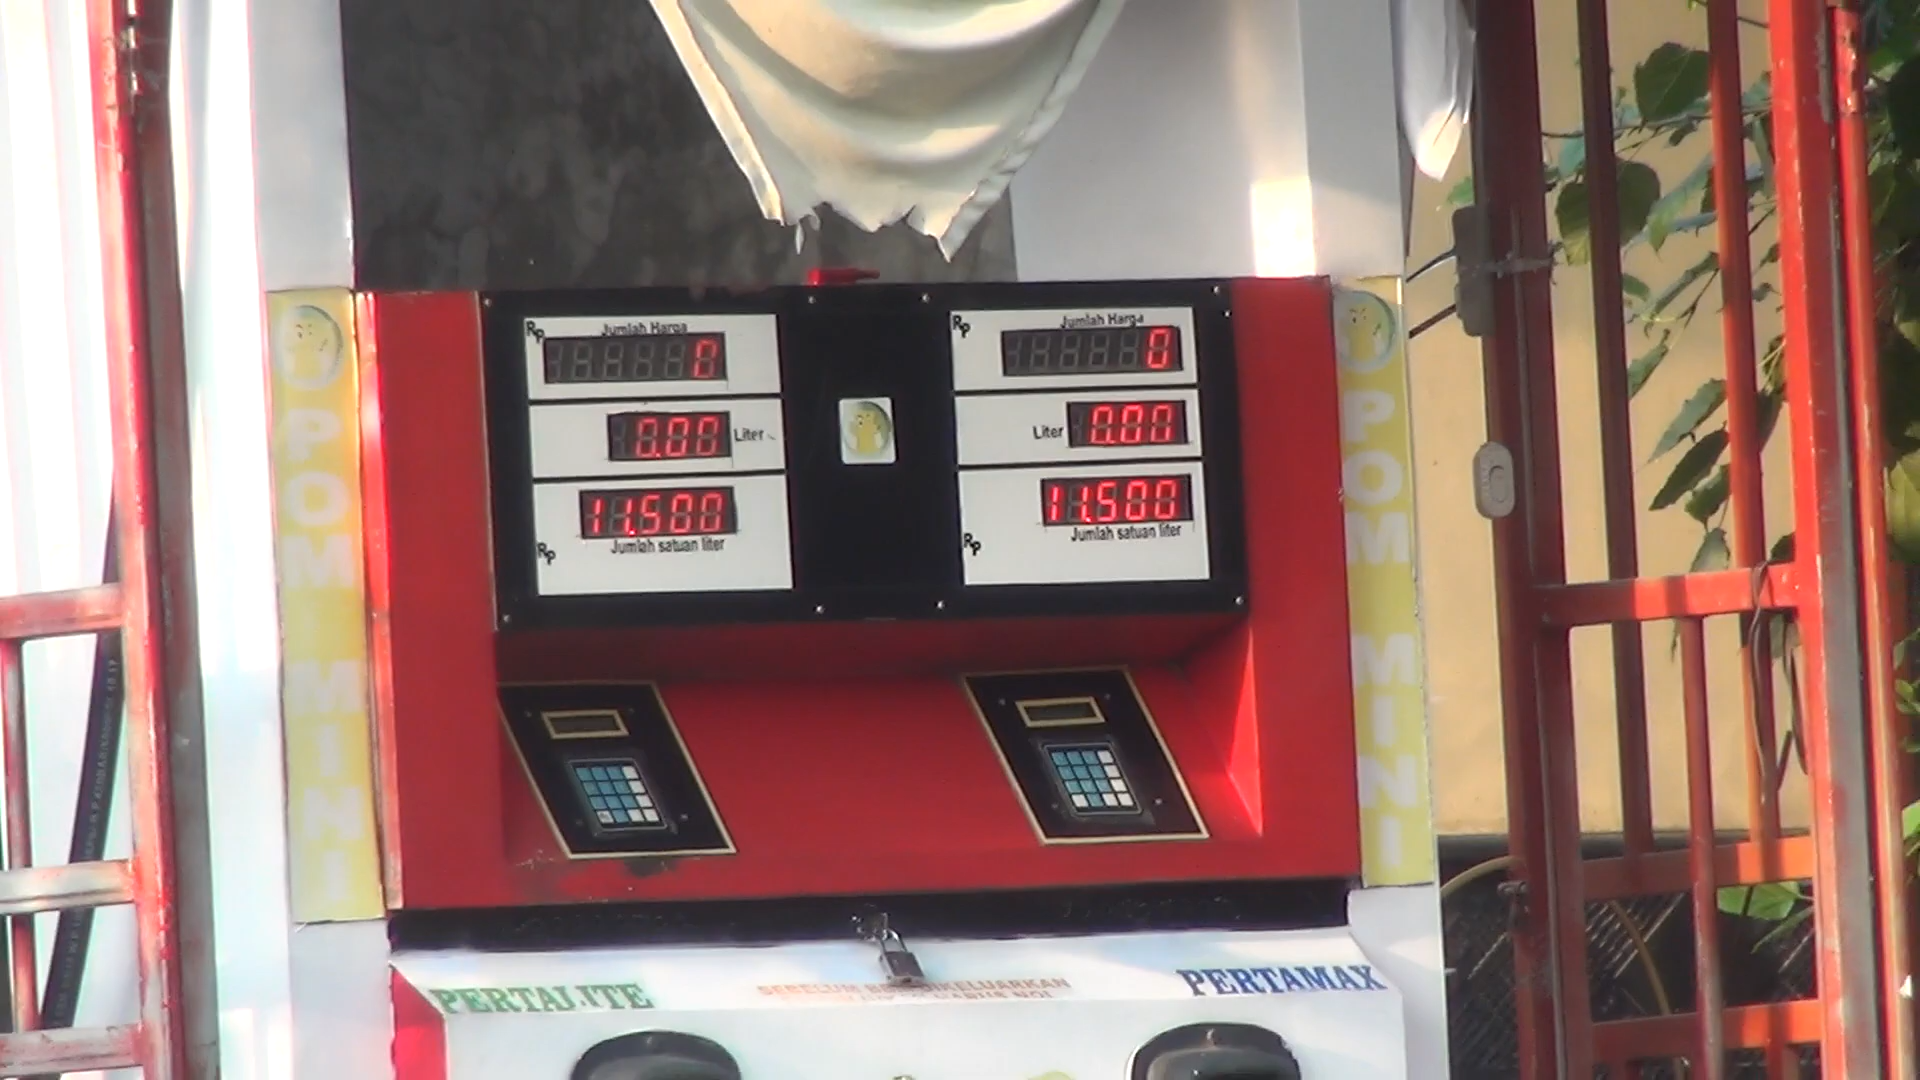 Rp Jumlah Harga
0
0.00 Liter
11,500
Rp Jumlah satuan liter
Rp Jumlah Harga
0
Liter 0.00
11,500
Rp Jumlah satuan liter
POM MINI
POM MINI
PERTALITE
PERTAMAX
SEBELUM